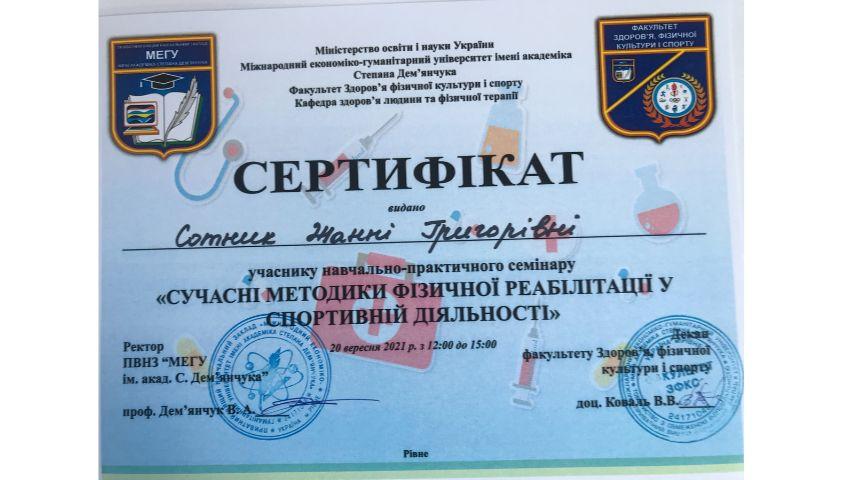 МЕГУ
ФАКУЛЬТЕТ
ЗДОРОВ'Я, ФІЗИЧНОЇ
КУЛЬТУРИ І СПОРТУ
Міністерство освіти і науки України
Міжнародний економіко-гуманітарний університет імені академіка
Степана Дем'янчука
Факультет Здоров'я фізичної культури і спорту
Кафедра здоров'я людини та фізичної терапії
СЕРТИФІКАТ
видано
Сотник Жанні Григорівні
учаснику навчально-практичного семінару
«СУЧАСНІ МЕТОДИКИ ФІЗИЧНОЇ РЕАБІЛІТАЦІЇ У
СПОРТИВНІЙ ДІЯЛЬНОСТІ»
20 вересня 2021 р. з 12:00 до 15:00
Ректор
ПВНЗ “МЕГУ
ім. акад. С. Дем'янчука”
проф. Дем'янчук В. А.
Декан
факультету Здоров'я, фізичної
культури і спорту
доц. Коваль В.В.
ЗФКС
Рівне